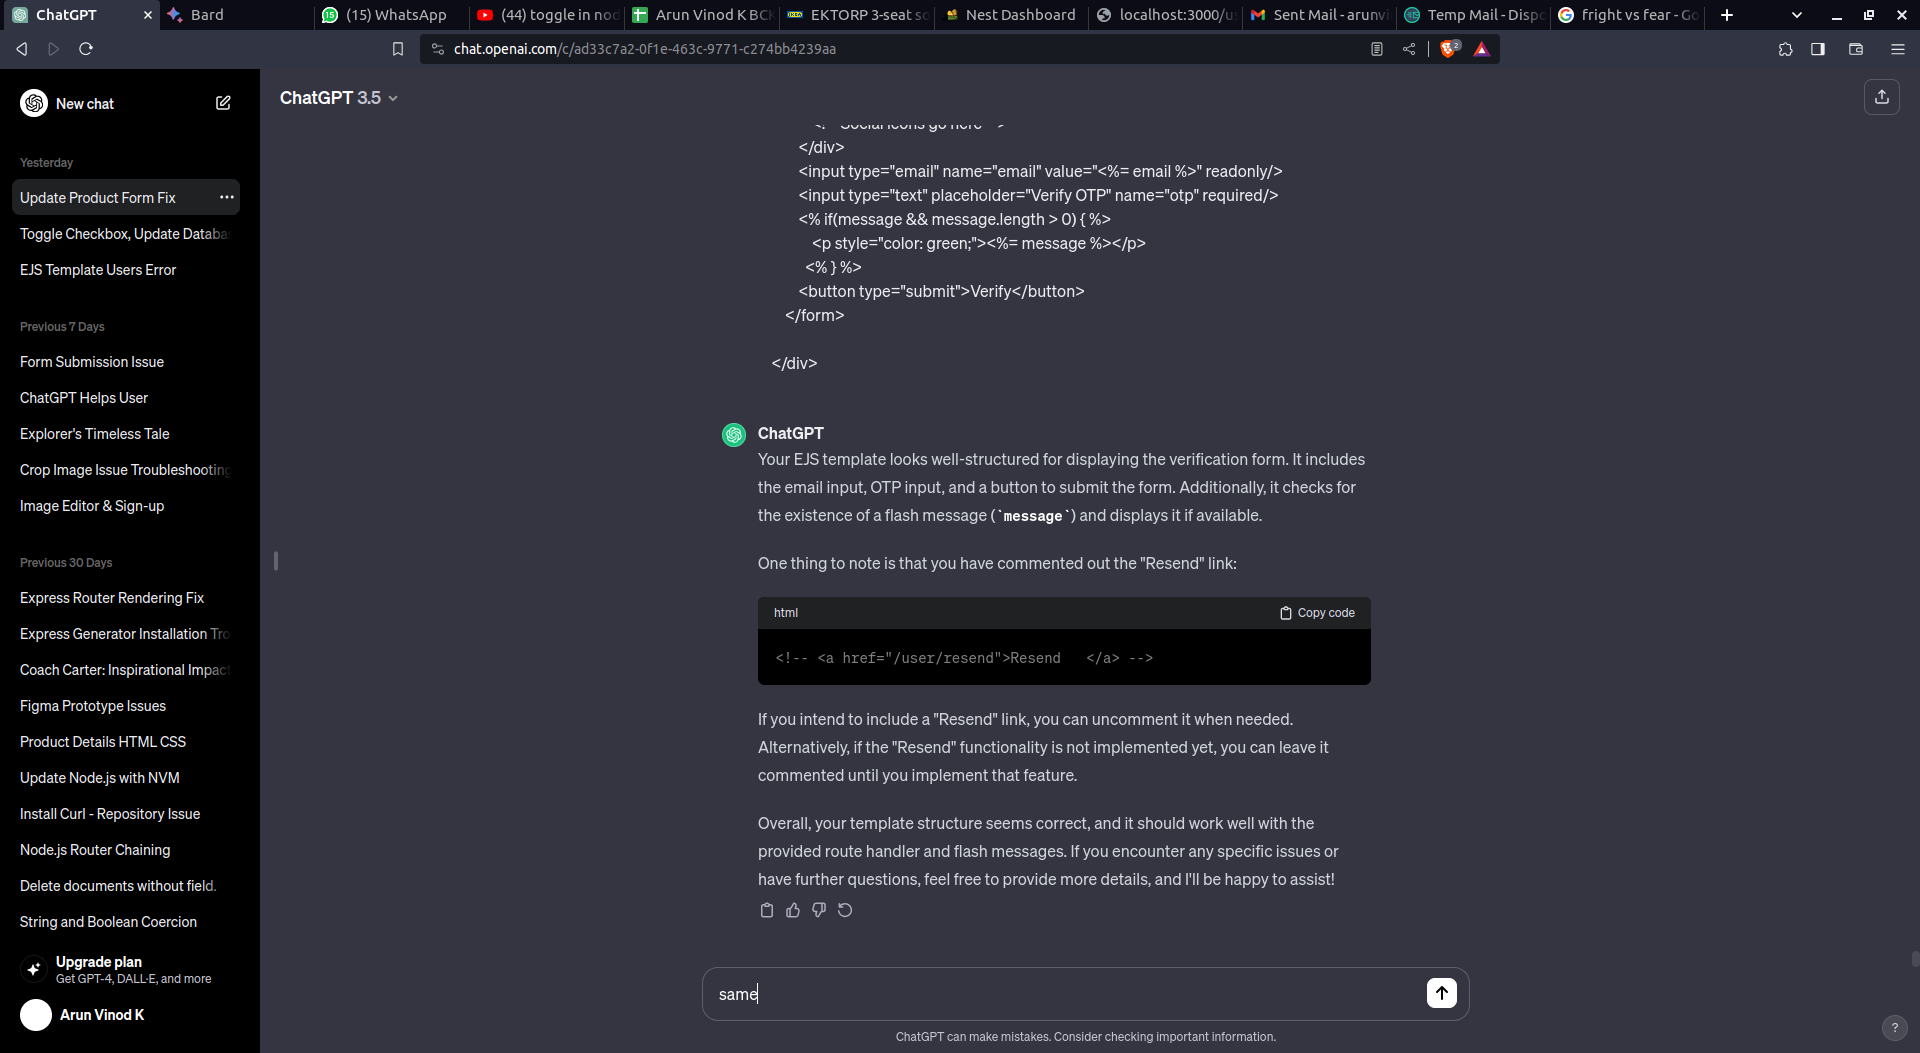 ChatGPT
Bard
(15) WhatsApp
(44) toggle in nod
Arun Vinod K BCK
EKTORP 3-seat so
Nest Dashboard
localhost:3000/us
Sent Mail - arunvi
Temp Mail - Dispo
fright vs fear - Go
chat.openai.com/c/ad33c7a2-0f1e-463c-9771-c274bb4239aa
2
New chat
Yesterday
Update Product Form Fix
Toggle Checkbox, Update Databa
EJS Template Users Error
Previous 7 Days
Form Submission Issue
ChatGPT Helps User
Explorer's Timeless Tale
Crop Image Issue Troubleshooting
Image Editor & Sign-up
Previous 30 Days
Express Router Rendering Fix
Express Generator Installation Tro
Coach Carter: Inspirational Impact
Figma Prototype Issues
Product Details HTML CSS
Update Node.js with NVM
Install Curl - Repository Issue
Node.js Router Chaining
Delete documents without field.
String and Boolean Coercion
Upgrade plan
Get GPT-4, DALL·E, and more
Arun Vinod K
ChatGPT 3.5
<!-- Social icons go here -->
</div>
<input type="email" name="email" value="<%= email %>" readonly/>
<input type="text" placeholder="Verify OTP" name="otp" required/>
<% if(message && message.length > 0) { %>
<p style="color: green;"><%= message %></p>
<% } %>
<button type="submit">Verify</button>
</form>
</div>
ChatGPT
Your EJS template looks well-structured for displaying the verification form. It includes
the email input, OTP input, and a button to submit the form. Additionally, it checks for
the existence of a flash message (`message`) and displays it if available.
One thing to note is that you have commented out the "Resend" link:
html
Copy code
<!-- <a href="/user/resend">Resend   </a> -->
If you intend to include a "Resend" link, you can uncomment it when needed.
Alternatively, if the "Resend" functionality is not implemented yet, you can leave it
commented until you implement that feature.
Overall, your template structure seems correct, and it should work well with the
provided route handler and flash messages. If you encounter any specific issues or
have further questions, feel free to provide more details, and I'll be happy to assist!
same
ChatGPT can make mistakes. Consider checking important information.
?